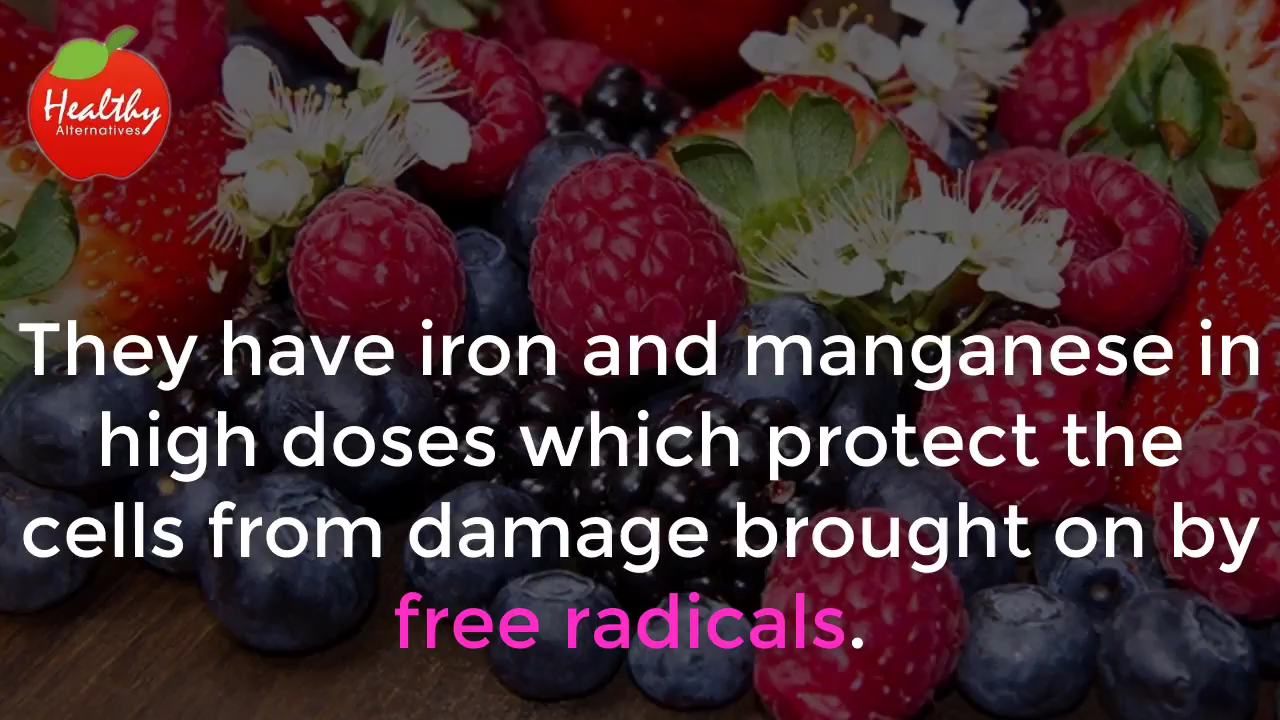 Healthy
Alternatives
They have iron and manganese in
high doses which protect the
cells from damage brought on by
free radicals.